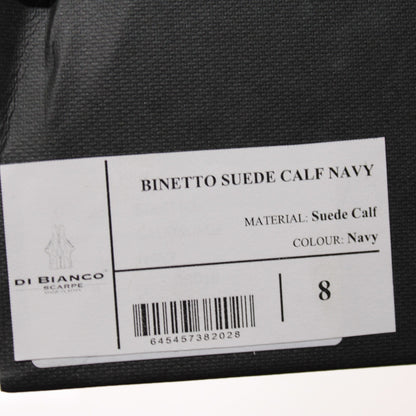 BINETTO SUEDE CALF NAVY
MATERIAL: Suede Calf
COLOUR: Navy
DI BIANCO
SCARPE
8
645457382028